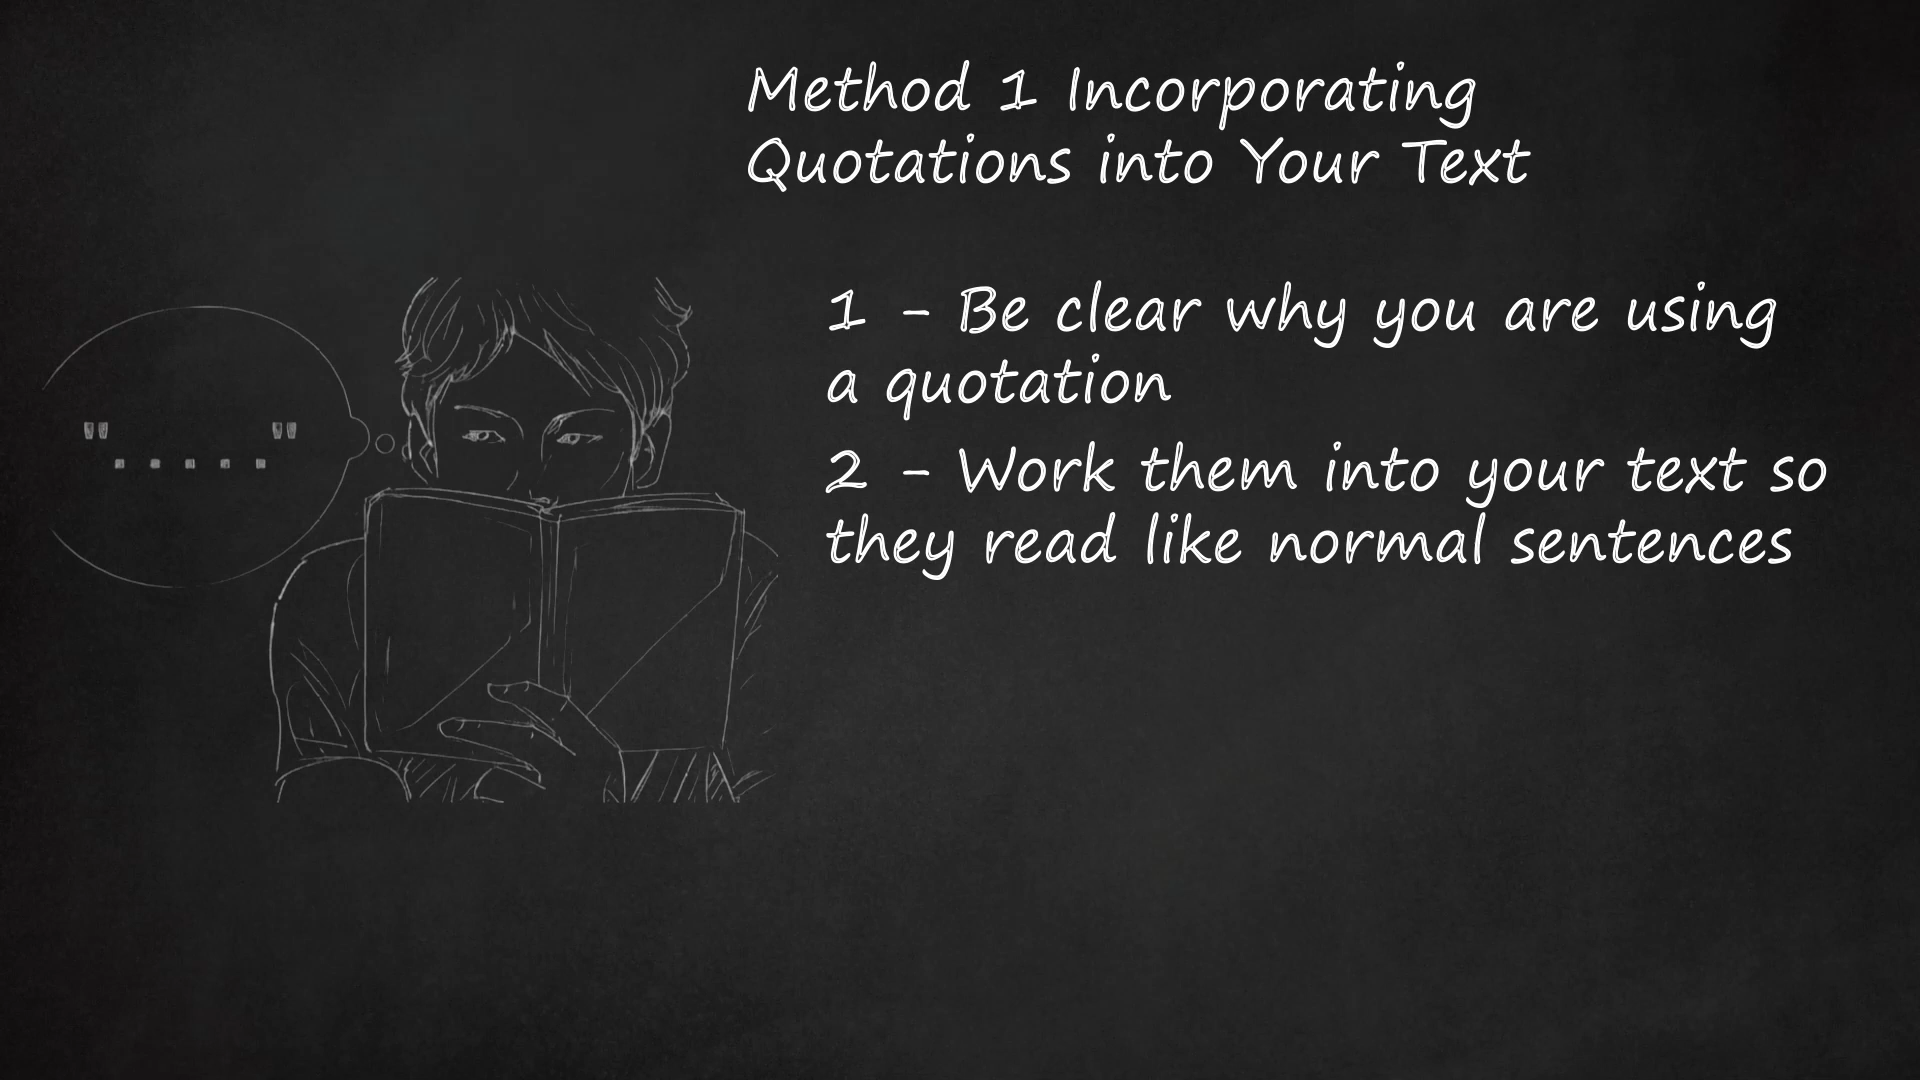 Method 1 Incorporating
Quotations into Your Text
1 - Be clear why you are using
a quotation
2 - Work them into your text so
they read like normal sentences
" ..... "